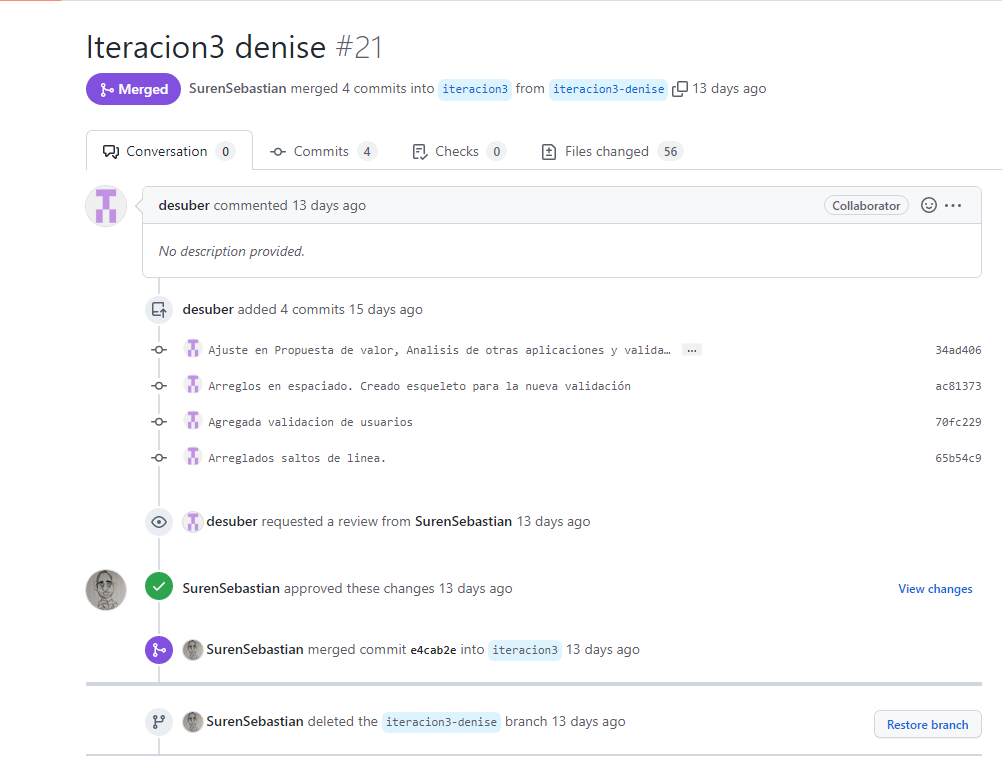 Iteracion3 denise #21
Merged SurenSebastian merged 4 commits into iteracion3 from iteracion3-denise 13 days ago
Conversation 0 Commits 4 Checks 0 Files changed 56
desuber commented 13 days ago Collaborator ...
No description provided.
desuber added 4 commits 15 days ago
Ajuste en Propuesta de valor, Analisis de otras aplicaciones y valida… ... 34ad406
Arreglos en espaciado. Creado esqueleto para la nueva validación ac81373
Agregada validacion de usuarios 70fc229
Arreglados saltos de linea. 65b54c9
desuber requested a review from SurenSebastian 13 days ago
SurenSebastian approved these changes 13 days ago View changes
SurenSebastian merged commit e4cab2e into iteracion3 13 days ago
SurenSebastian deleted the iteracion3-denise branch 13 days ago Restore branch